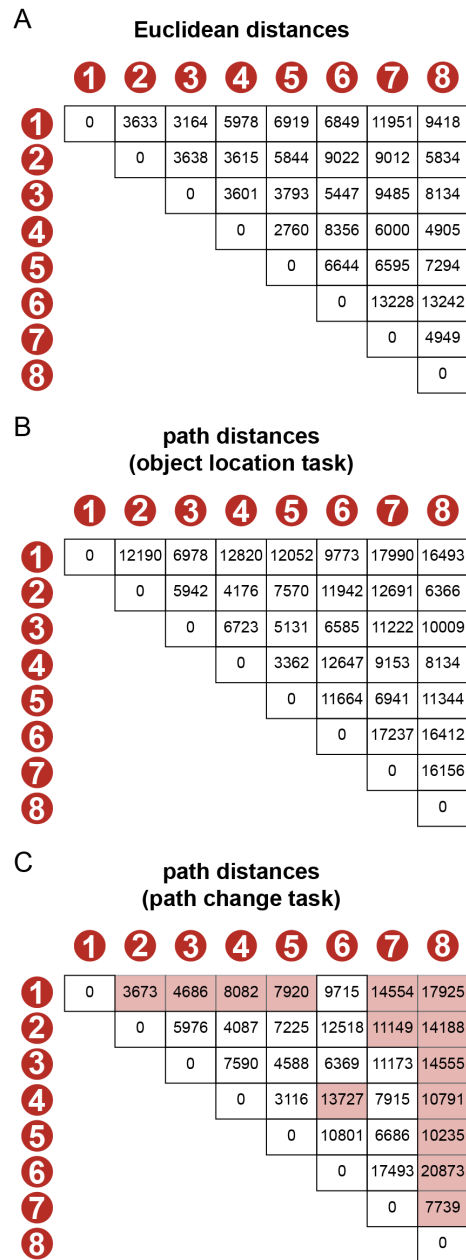 A
Euclidean distances
1 2 3 4 5 6 7 8
1 0 3633 3164 5978 6919 6849 11951 9418
2 0 3638 3615 5844 9022 9012 5834
3 0 3601 3793 5447 9485 8134
4 0 2760 8356 6000 4905
5 0 6644 6595 7294
6 0 13228 13242
7 0 4949
8 0
B
path distances
(object location task)
1 2 3 4 5 6 7 8
1 0 12190 6978 12820 12052 9773 17990 16493
2 0 5942 4176 7570 11942 12691 6366
3 0 6723 5131 6585 11222 10009
4 0 3362 12647 9153 8134
5 0 11664 6941 11344
6 0 17237 16412
7 0 16156
8 0
C
path distances
(path change task)
1 2 3 4 5 6 7 8
1 0 3673 4686 8082 7920 9715 14554 17925
2 0 5976 4087 7225 12518 11149 14188
3 0 7590 4588 6369 11173 14555
4 0 3116 13727 7915 10791
5 0 10801 6686 10235
6 0 17493 20873
7 0 7739
8 0